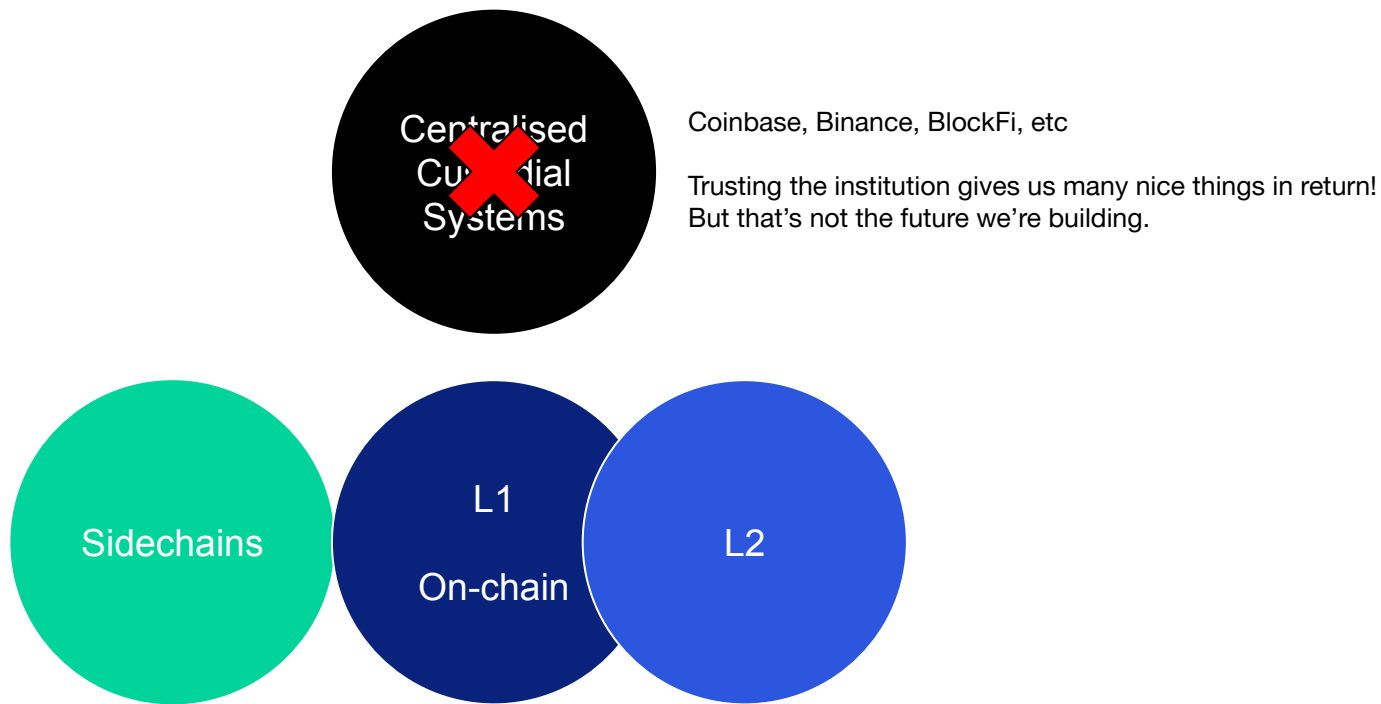 Centralised
Custodial
Systems
Coinbase, Binance, BlockFi, etc
Trusting the institution gives us many nice things in return!
But that's not the future we're building.
Sidechains
L1
On-chain
L2